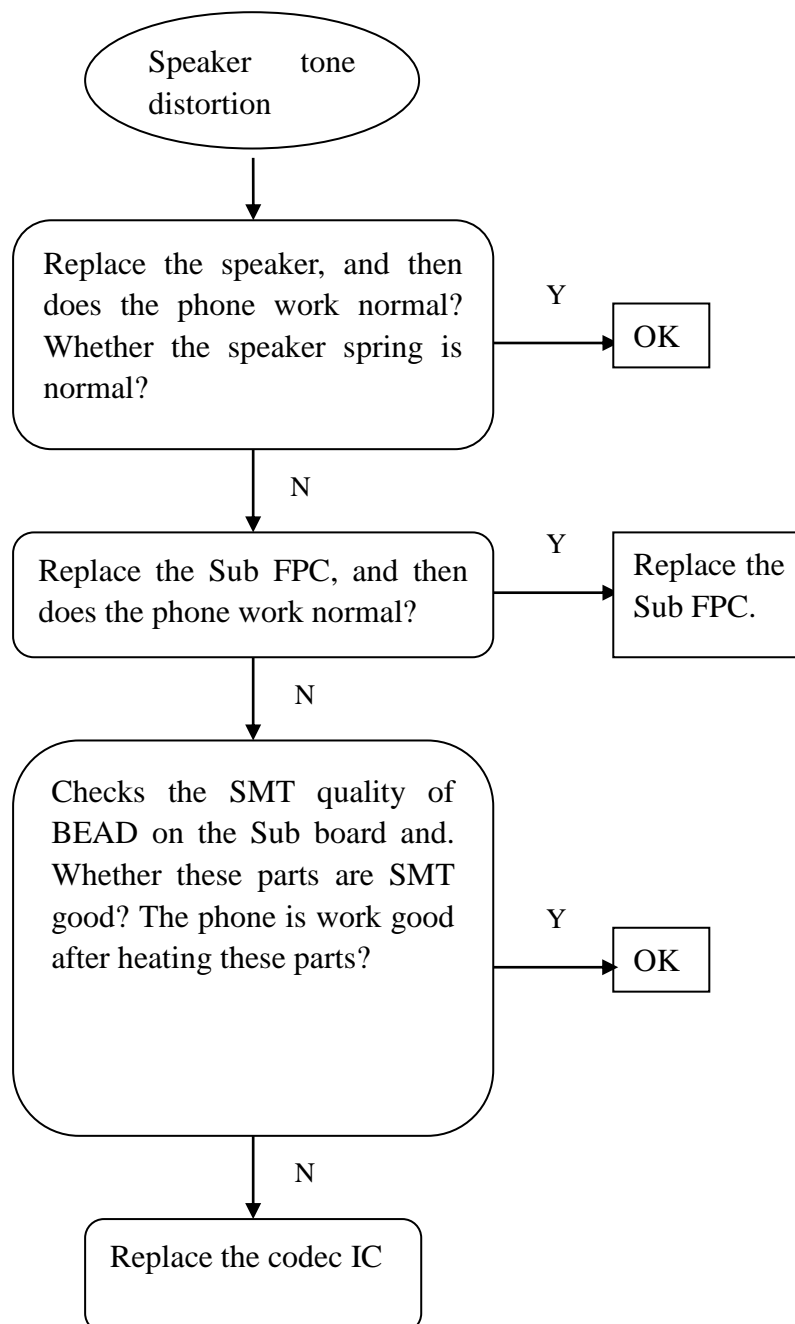 Speaker tone
distortion
Replace the speaker, and then
does the phone work normal?
Whether the speaker spring is
normal?
Y
OK
N
Replace the Sub FPC, and then
does the phone work normal?
Y
Replace the
Sub FPC.
N
Checks the SMT quality of
BEAD on the Sub board and.
Whether these parts are SMT
good? The phone is work good
after heating these parts?
Y
OK
N
Replace the codec IC